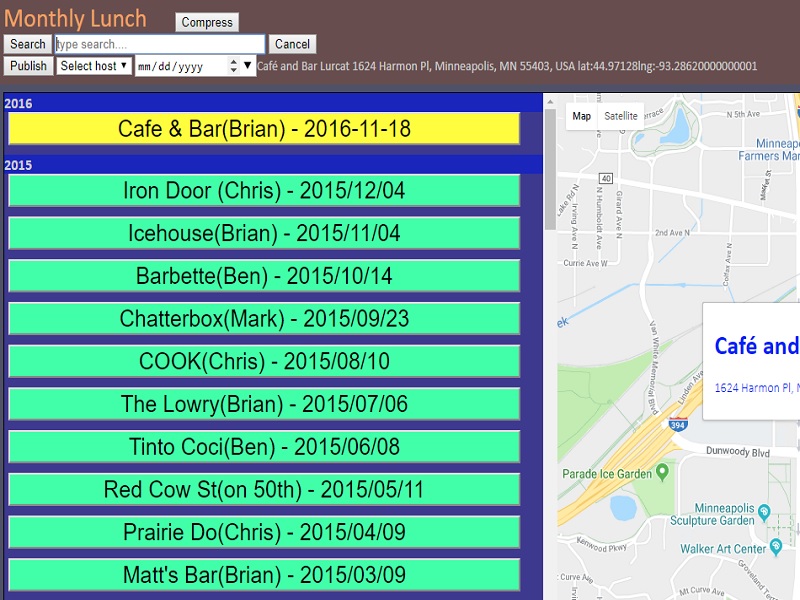 Monthly Lunch Compress
Search type search.... Cancel
Publish Select host mm/dd/yyyy Café and Bar Lurcat 1624 Harmon Pl, Minneapolis, MN 55403, USA lat:44.97128lng:-93.28620000000001
2016
Cafe & Bar(Brian) - 2016-11-18
2015
Iron Door (Chris) - 2015/12/04
Icehouse(Brian) - 2015/11/04
Barbette(Ben) - 2015/10/14
Chatterbox(Mark) - 2015/09/23
COOK(Chris) - 2015/08/10
The Lowry(Brian) - 2015/07/06
Tinto Coci(Ben) - 2015/06/08
Red Cow St(on 50th) - 2015/05/11
Prairie Do(Chris) - 2015/04/09
Matt's Bar(Brian) - 2015/03/09
Map Satellite
N 5th Ave
Minneapo
Farmers Mar
40
Lake Rd
N Irving Ave
N Humboldt Ave
Girard Ave N
2nd Ave N
Currie Ave W
Colfax Ave N
ek
Van White Memorial Blvd
Café and
1624 Harmon Pl,
Linden Ave
394
Dunwoody Blvd
Parade Ice Garden
Minneapolis
Sculpture Garden
Walker Art Center
Kenwood Pkwy
Groveland Terr
Mt Curve Ave
t Curve Ave